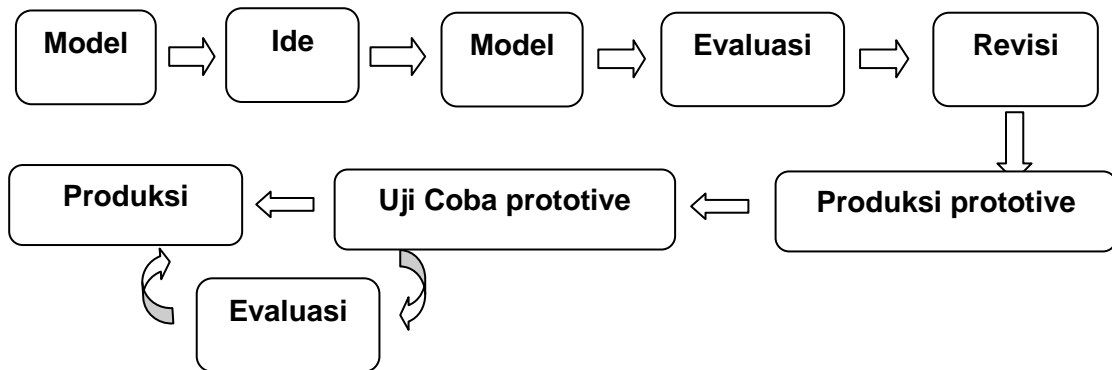 Model
Ide
Model
Evaluasi
Revisi
Produksi
Uji Coba prototive
Produksi prototive
Evaluasi